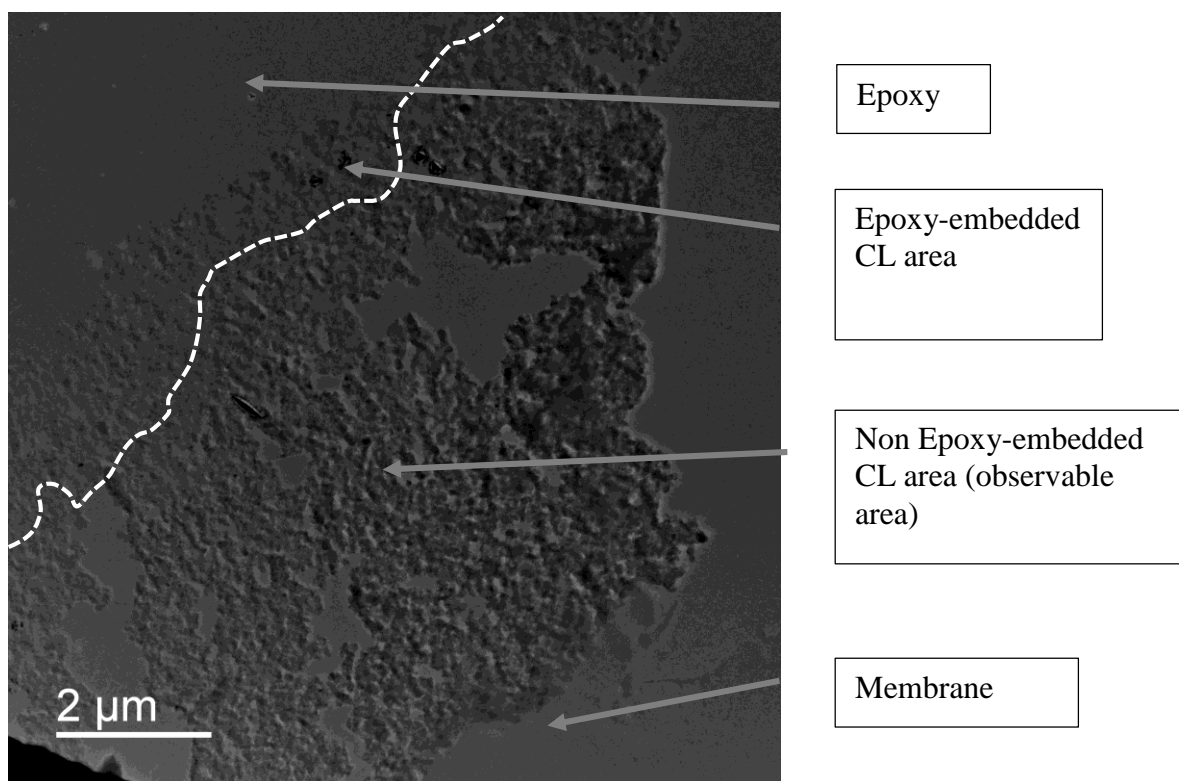 Epoxy
Epoxy-embedded
CL area
Non Epoxy-embedded
CL area (observable
area)
Membrane
2 µm